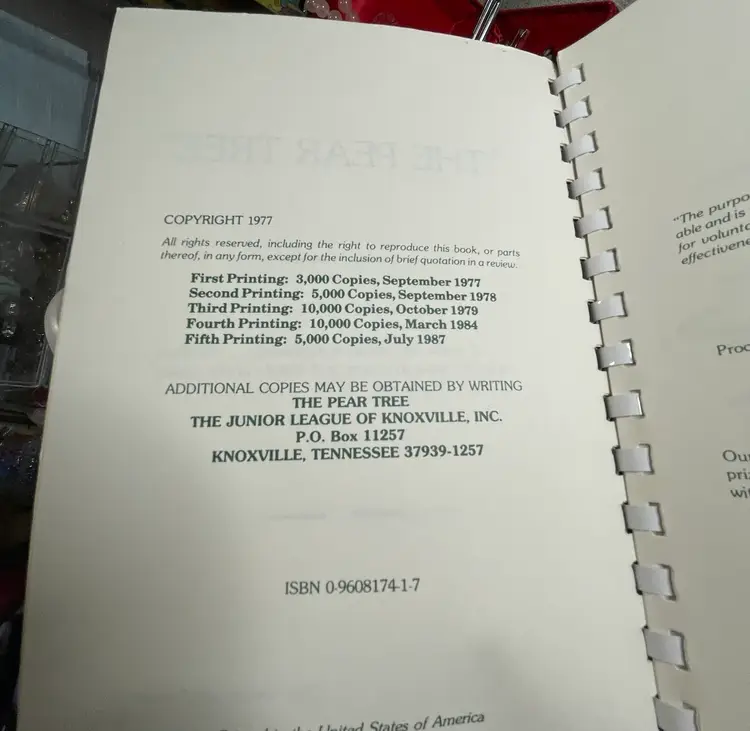 COPYRIGHT 1977
All rights reserved, including the right to reproduce this book, or parts
thereof, in any form, except for the inclusion of brief quotation in a review.
First Printing: 3,000 Copies, September 1977
Second Printing: 5,000 Copies, September 1978
Third Printing: 10,000 Copies, October 1979
Fourth Printing: 10,000 Copies, March 1984
Fifth Printing: 5,000 Copies, July 1987
ADDITIONAL COPIES MAY BE OBTAINED BY WRITING
THE PEAR TREE
THE JUNIOR LEAGUE OF KNOXVILLE, INC.
P.O. Box 11257
KNOXVILLE, TENNESSEE 37939-1257
ISBN 0-9608174-1-7
in the United States of America
"The purpo
able and is
for volunta
effectivene
Proc
Ou
pri
wi